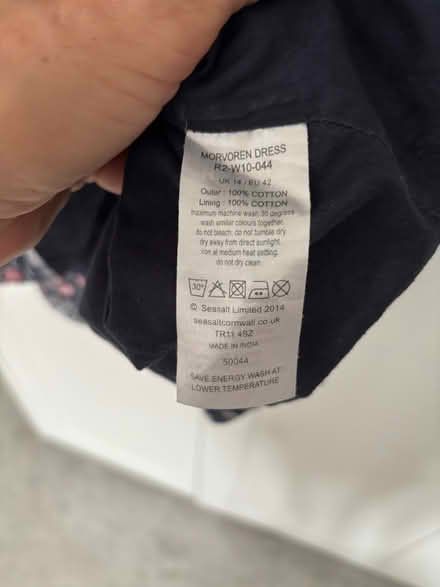 MORVOREN DRESS
R2-W10-044
UK 14 / EU 42
Outer : 100% COTTON
Lining : 100% COTTON
maximum machine wash 30 degrees
wash similar colours together,
do not bleach, do not tumble dry
dry away from direct sunlight,
iron at medium heat setting,
do not dry clean
30°
© Seasalt Limited 2014
seasaltcornwall.co.uk
TR11 4SZ
MADE IN INDIA
50044
SAVE ENERGY WASH AT
LOWER TEMPERATURE